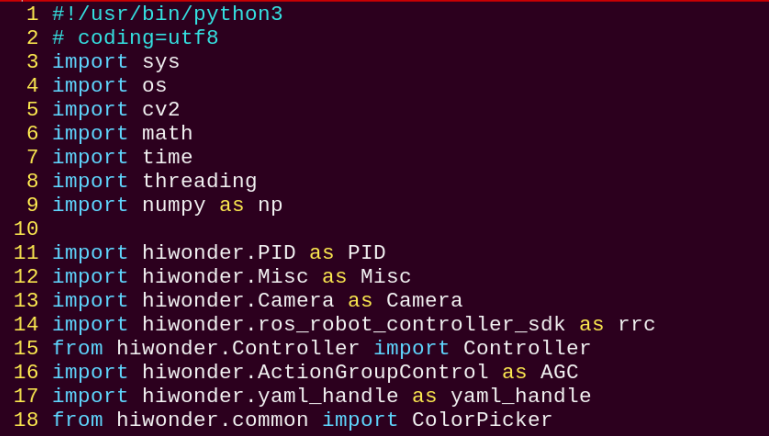 1 #!/usr/bin/python3
2 # coding=utf8
3 import sys
4 import os
5 import cv2
6 import math
7 import time
8 import threading
9 import numpy as np
10
11 import hiwonder.PID as PID
12 import hiwonder.Misc as Misc
13 import hiwonder.Camera as Camera
14 import hiwonder.ros_robot_controller_sdk as rrc
15 from hiwonder.Controller import Controller
16 import hiwonder.ActionGroupControl as AGC
17 import hiwonder.yaml_handle as yaml_handle
18 from hiwonder.common import ColorPicker